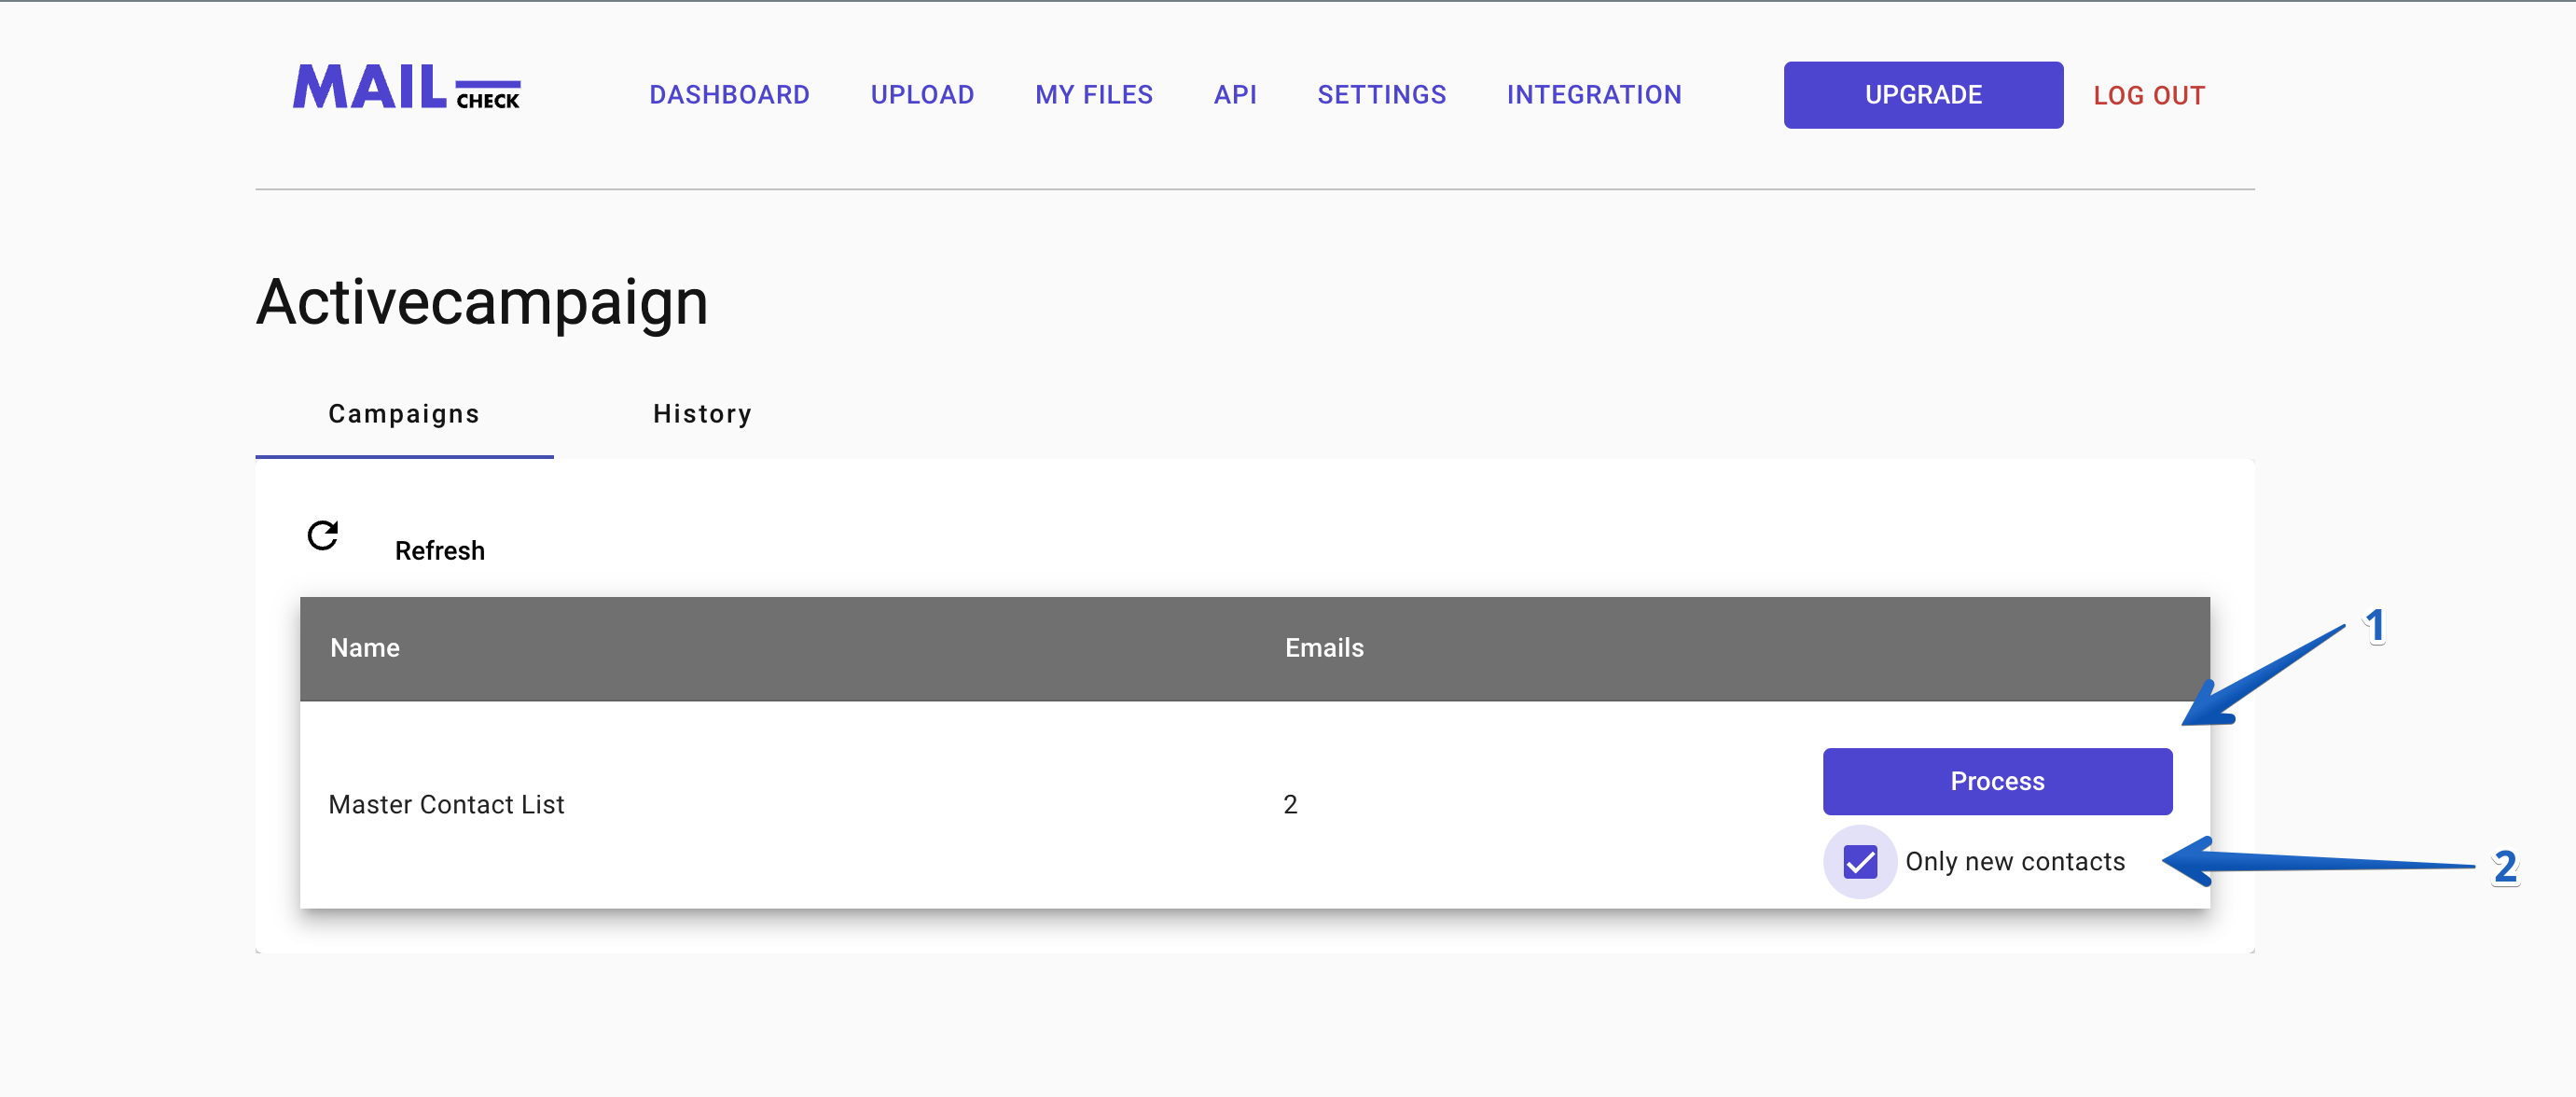 MAIL CHECK DASHBOARD UPLOAD MY FILES API SETTINGS INTEGRATION UPGRADE LOG OUT
Activecampaign
Campaigns History
Refresh
Name Emails
1
Process
Master Contact List 2
Only new contacts
2